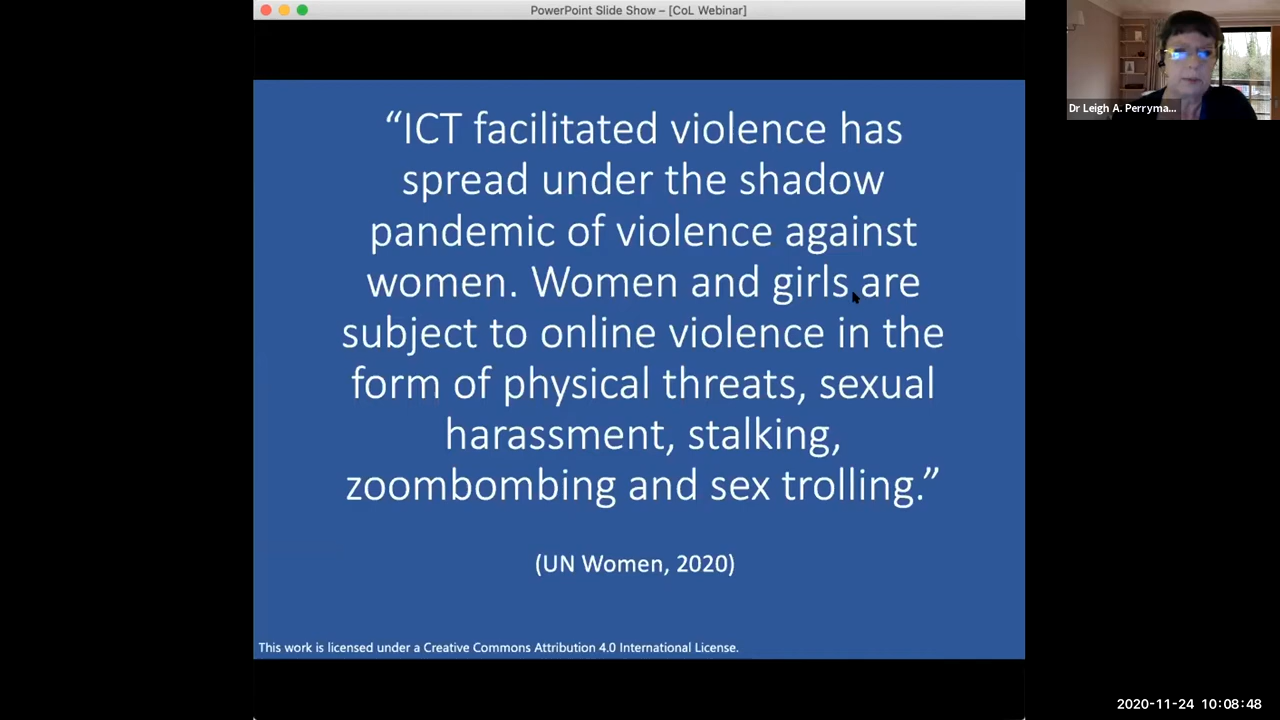 PowerPoint Slide Show – [CoL Webinar]
Dr Leigh A. Perryma...
“ICT facilitated violence has
spread under the shadow
pandemic of violence against
women. Women and girls are
subject to online violence in the
form of physical threats, sexual
harassment, stalking,
zoombombing and sex trolling.”
(UN Women, 2020)
This work is licensed under a Creative Commons Attribution 4.0 International License.
2020-11-24 10:08:48